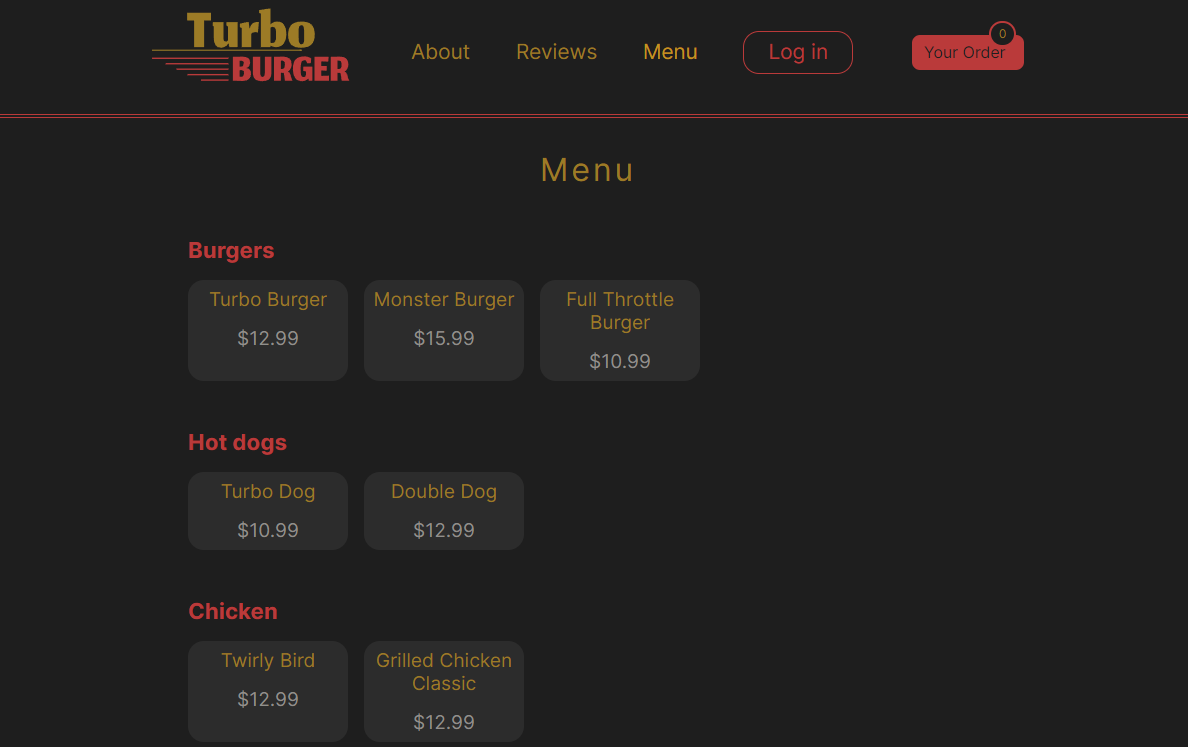 Turbo
BURGER
About
Reviews
Menu
Log in
0
Your Order
Menu
Burgers
Turbo Burger
$12.99
Monster Burger
$15.99
Full Throttle
Burger
$10.99
Hot dogs
Turbo Dog
$10.99
Double Dog
$12.99
Chicken
Twirly Bird
$12.99
Grilled Chicken
Classic
$12.99